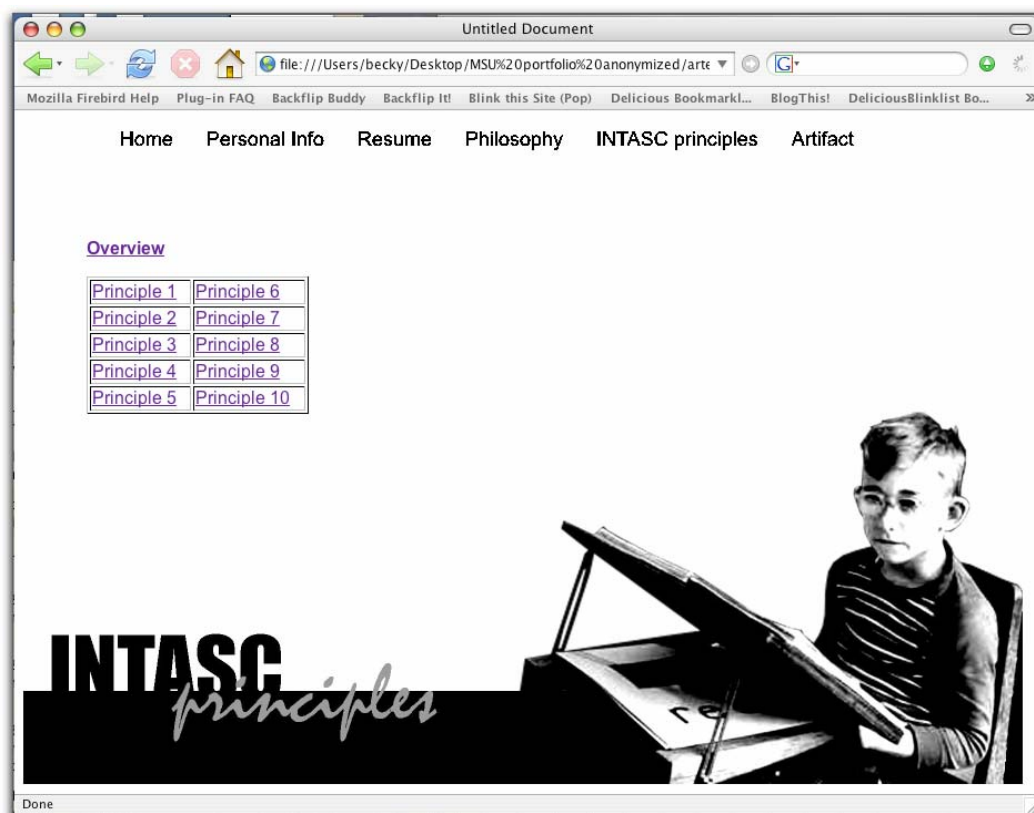 Untitled Document
file:///Users/becky/Desktop/MSU%20portfolio%20anonymized/arte
G
Mozilla Firebird Help Plug-in FAQ Backflip Buddy Backflip It! Blink this Site (Pop) Delicious Bookmarkl... BlogThis! DeliciousBlinklist Bo... »
Home Personal Info Resume Philosophy INTASC principles Artifact
Overview
Principle 1 Principle 6
Principle 2 Principle 7
Principle 3 Principle 8
Principle 4 Principle 9
Principle 5 Principle 10
INTASC
principles
re
Done